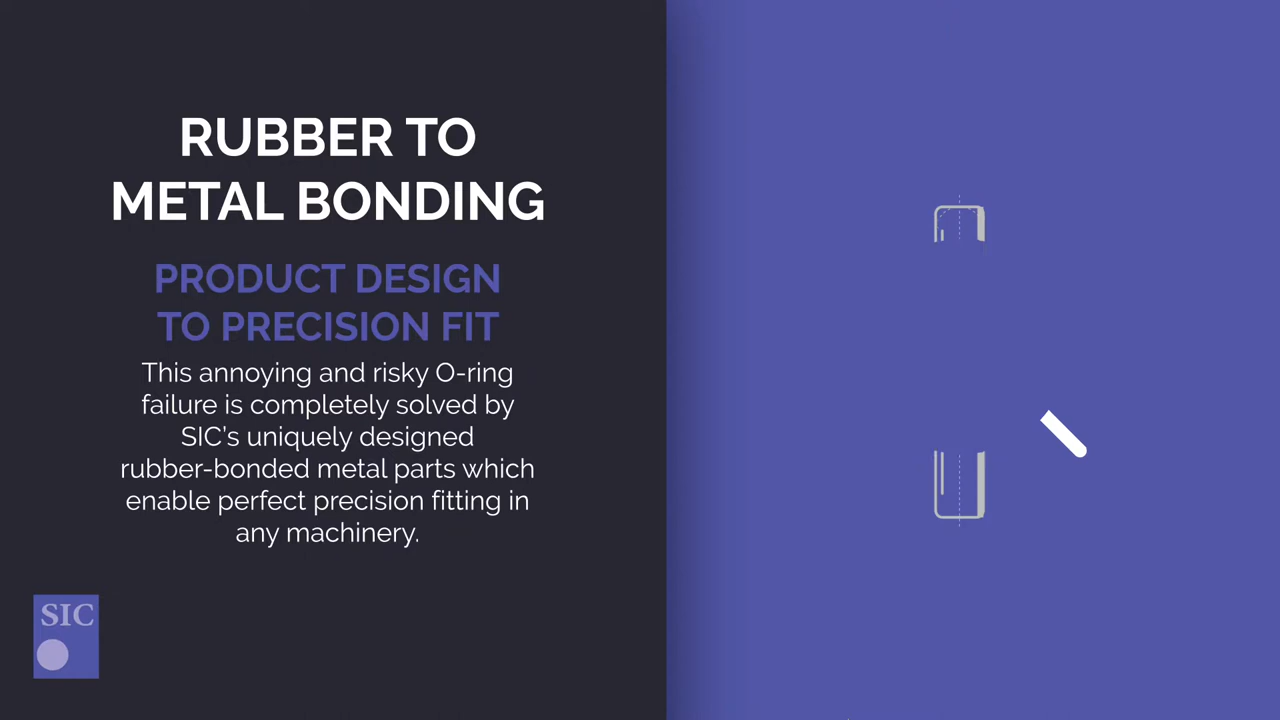 RUBBER TO
METAL BONDING
PRODUCT DESIGN
TO PRECISION FIT
This annoying and risky O-ring
failure is completely solved by
SIC’s uniquely designed
rubber-bonded metal parts which
enable perfect precision fitting in
any machinery.
SIC